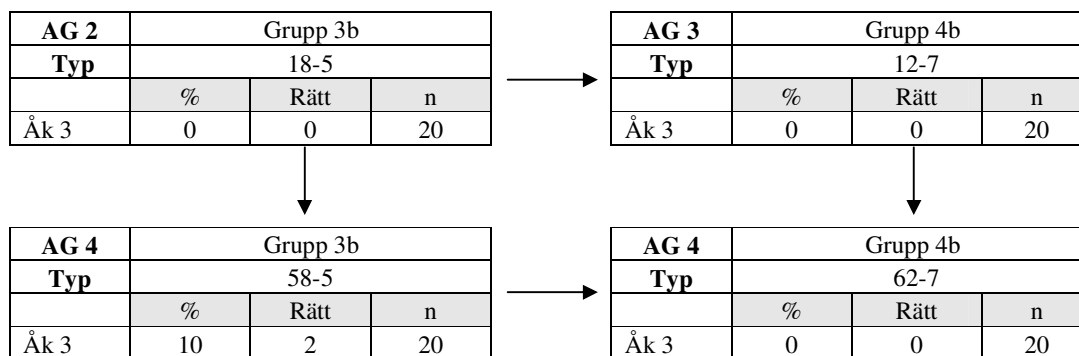 AG 2 Grupp 3b
Typ 18-5
% Rätt n
Åk 3 0 0 20
AG 3 Grupp 4b
Typ 12-7
% Rätt n
Åk 3 0 0 20
AG 4 Grupp 3b
Typ 58-5
% Rätt n
Åk 3 10 2 20
AG 4 Grupp 4b
Typ 62-7
% Rätt n
Åk 3 0 0 20